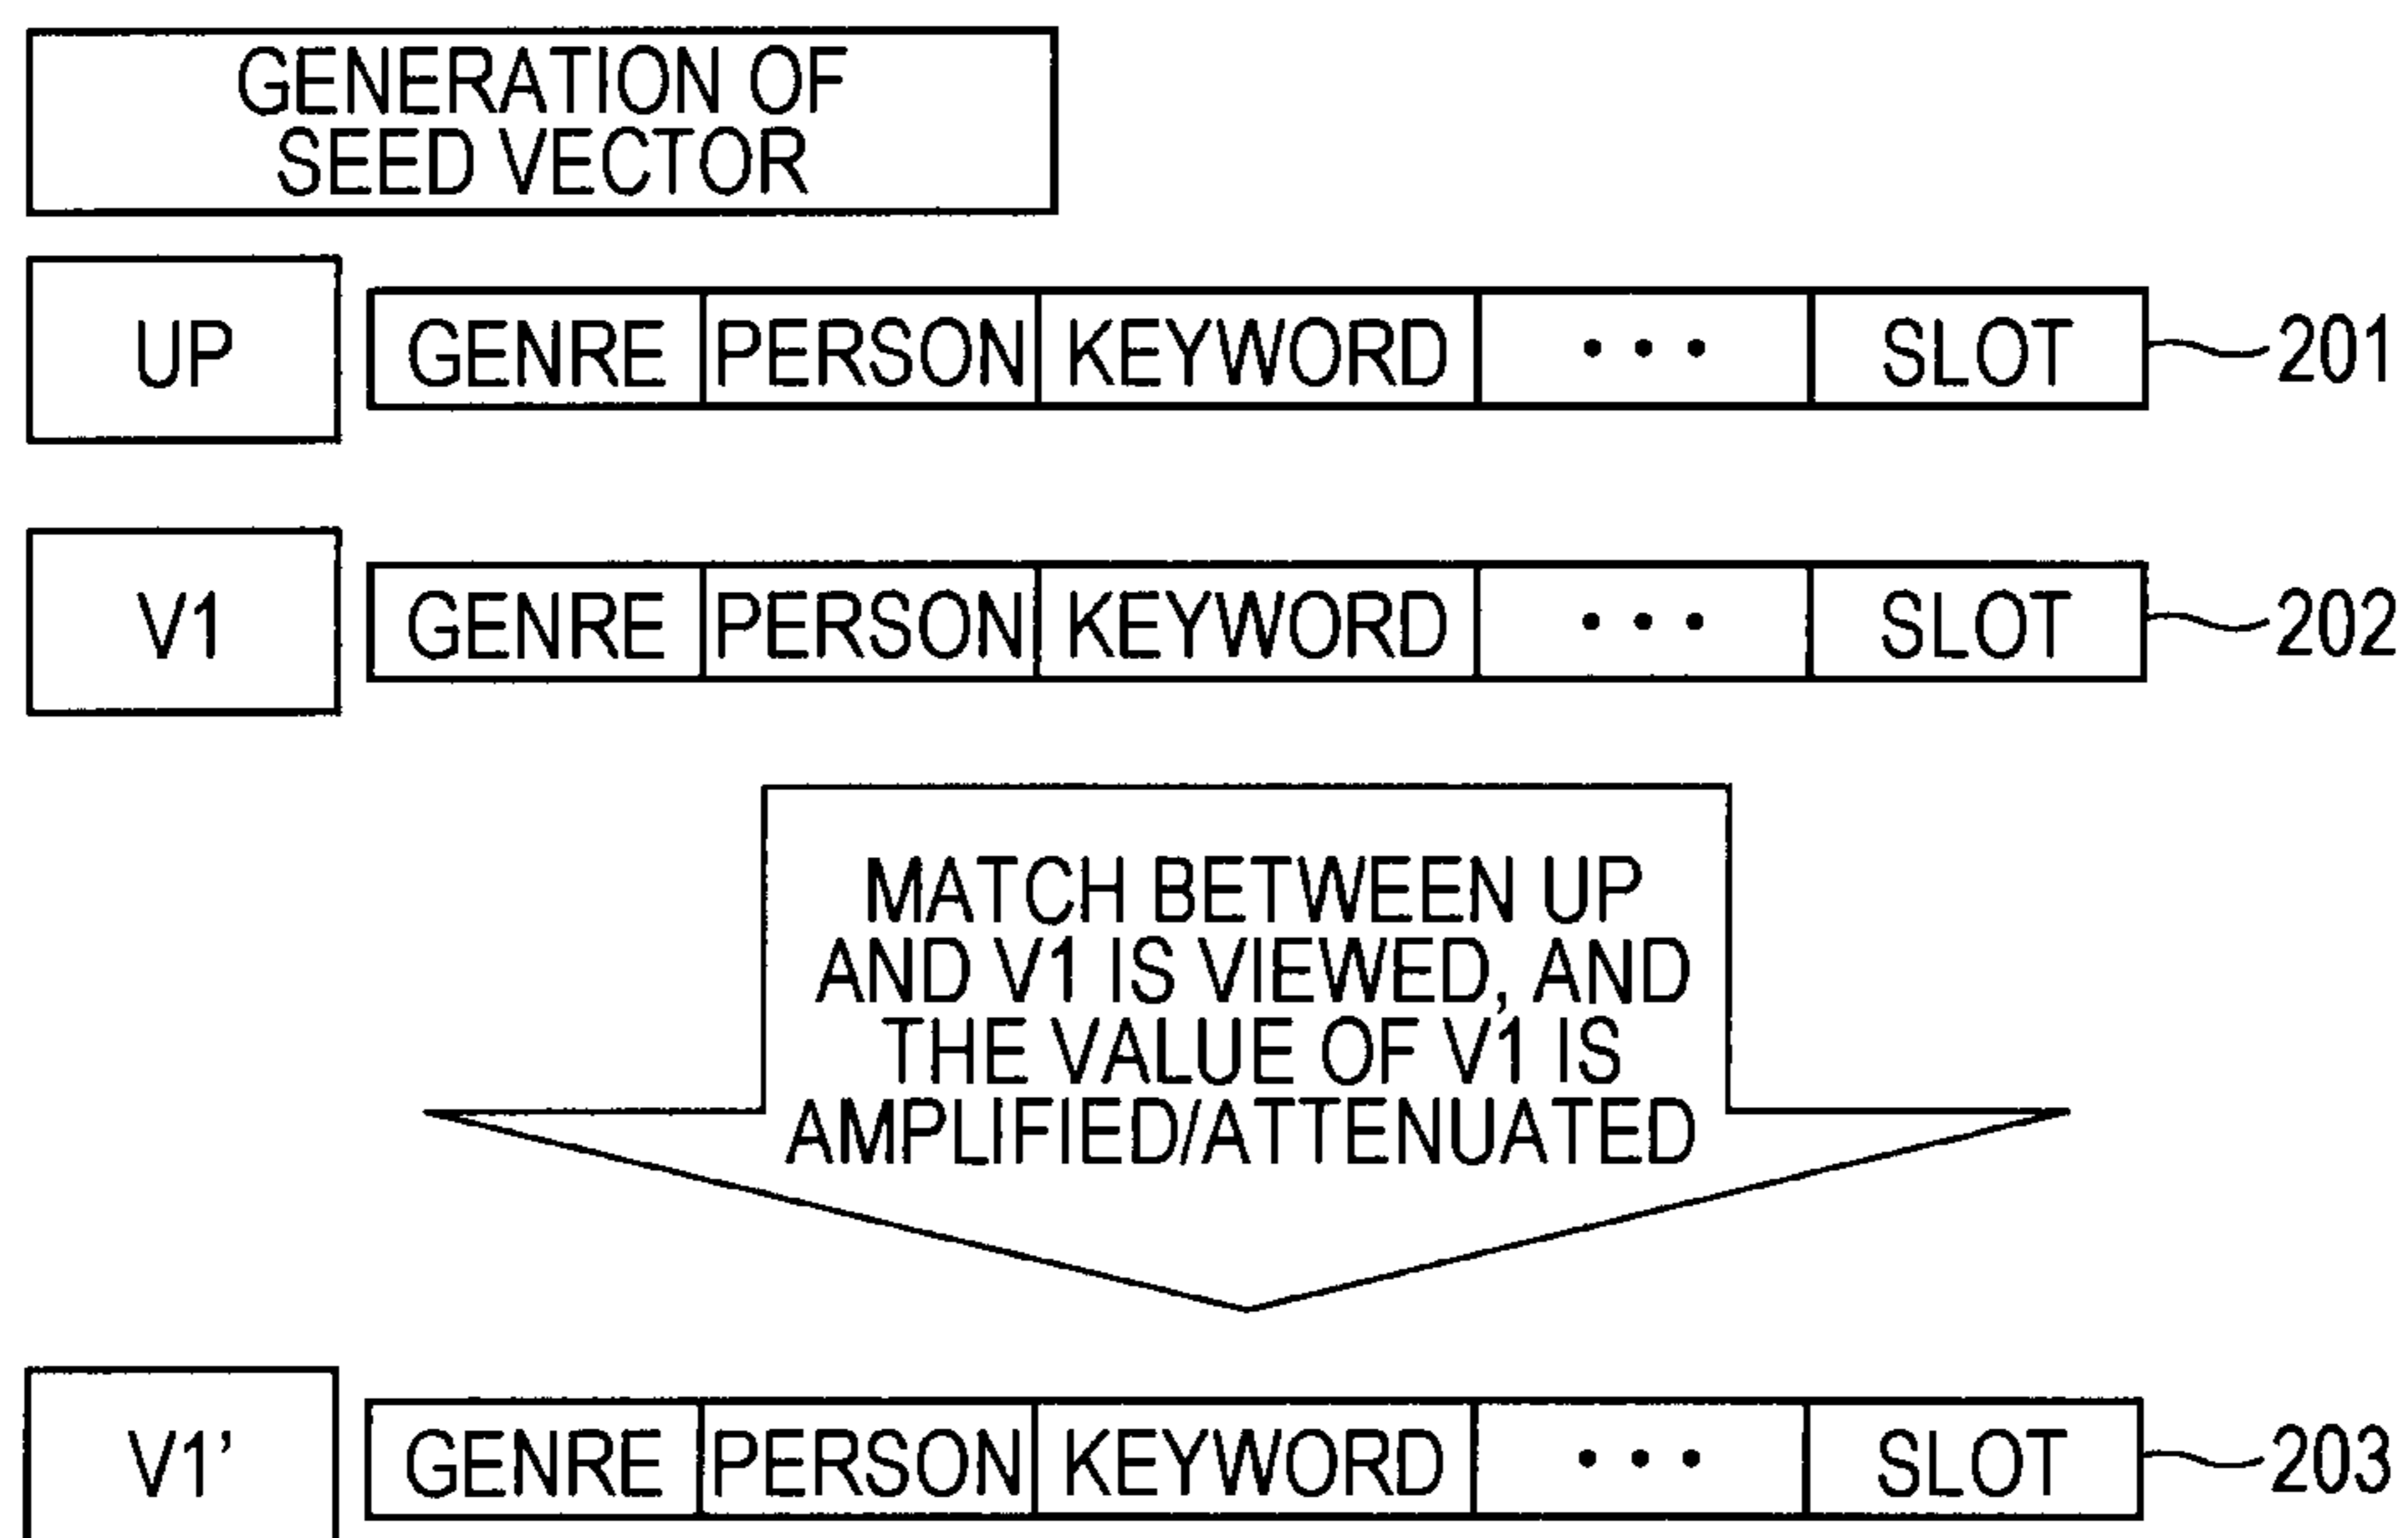 GENERATION OF
SEED VECTOR
UP GENRE PERSON KEYWORD ... SLOT 201
V1 GENRE PERSON KEYWORD ... SLOT 202
MATCH BETWEEN UP
AND V1 IS VIEWED, AND
THE VALUE OF V1 IS
AMPLIFIED/ATTENUATED
V1' GENRE PERSON KEYWORD ... SLOT 203